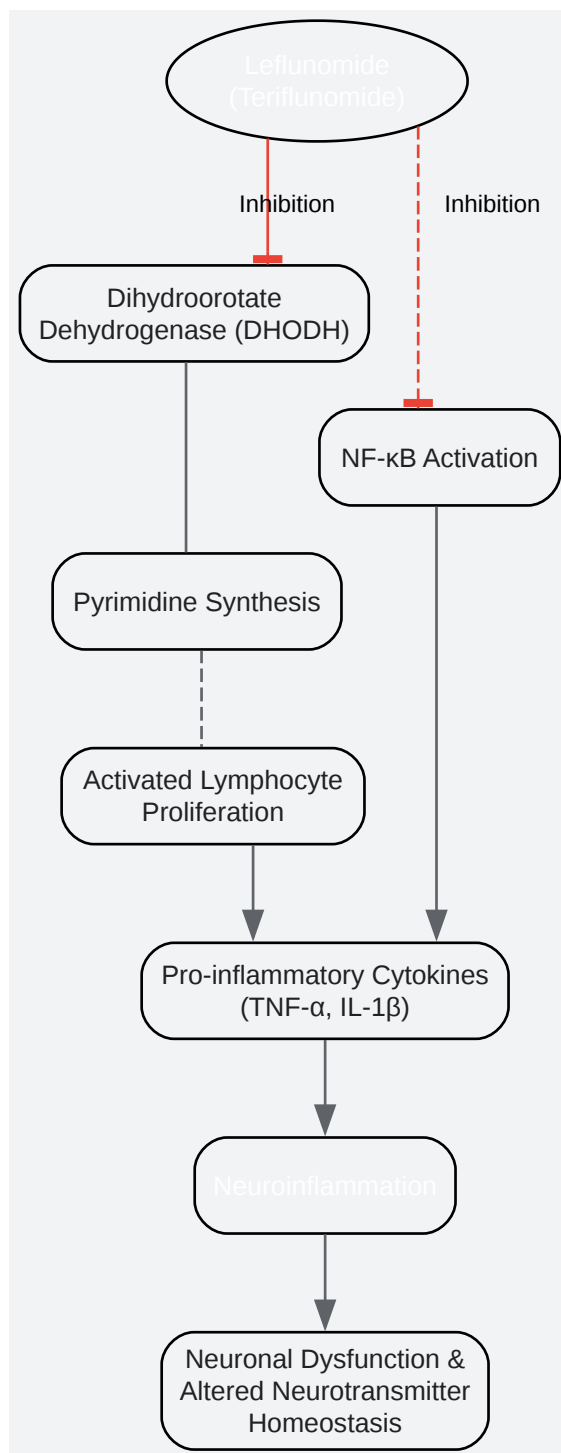 Leflunomide
(Teriflunomide)
Inhibition
Inhibition
Dihydroorotate
Dehydrogenase (DHODH)
NF-κB Activation
Pyrimidine Synthesis
Activated Lymphocyte
Proliferation
Pro-inflammatory Cytokines
(TNF-α, IL-1β)
Neuroinflammation
Neuronal Dysfunction &
Altered Neurotransmitter
Homeostasis